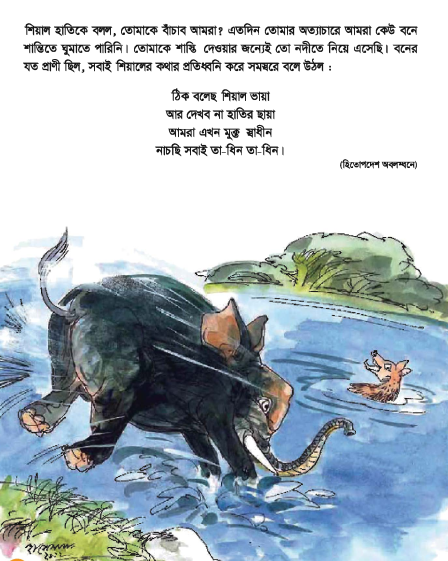 শিয়াল হাতিকে বলল, তোমাকে বাঁচাব আমরা? এতদিন তোমার অত্যাচারে আমরা কেউ বনে
শান্তিতে ঘুমাতে পারিনি। তোমাকে শাস্তি দেওয়ার জন্যেই তো নদীতে নিয়ে এসেছি। বনের
যত প্রাণী ছিল, সবাই শিয়ালের কথার প্রতিধ্বনি করে সমস্বরে বলে উঠল :
ঠিক বলেছ শিয়াল ভায়া
আর দেখব না হাতির ছায়া
আমরা এখন মুক্ত স্বাধীন
নাচছি সবাই তা-ধিন তা-ধিন।
(হিতোপদেশ অবলম্বনে)